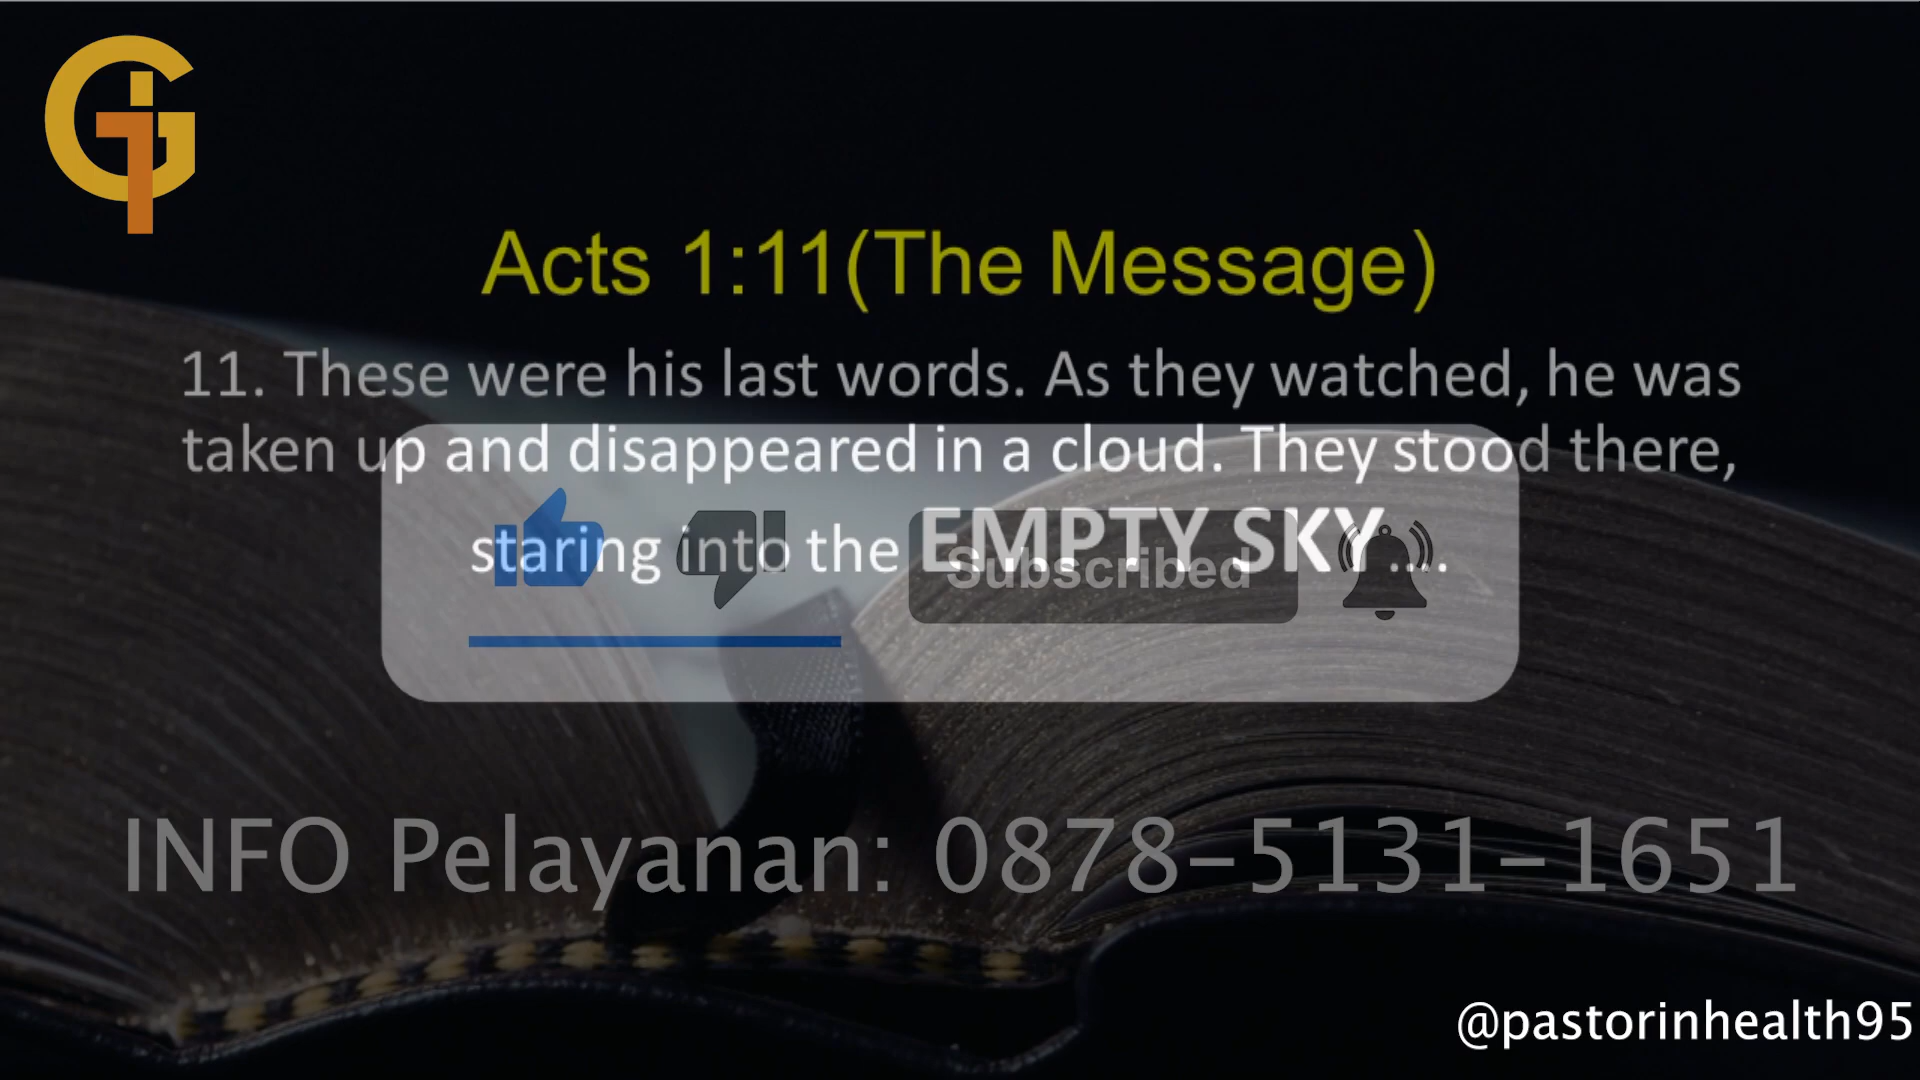 Acts 1:11(The Message)
11. These were his last words. As they watched, he was
taken up and disappeared in a cloud. They stood there,
staring into the EMPTY SKY....
Subscribed
INFO Pelayanan: 0878-5131-1651
@pastorinhealth95